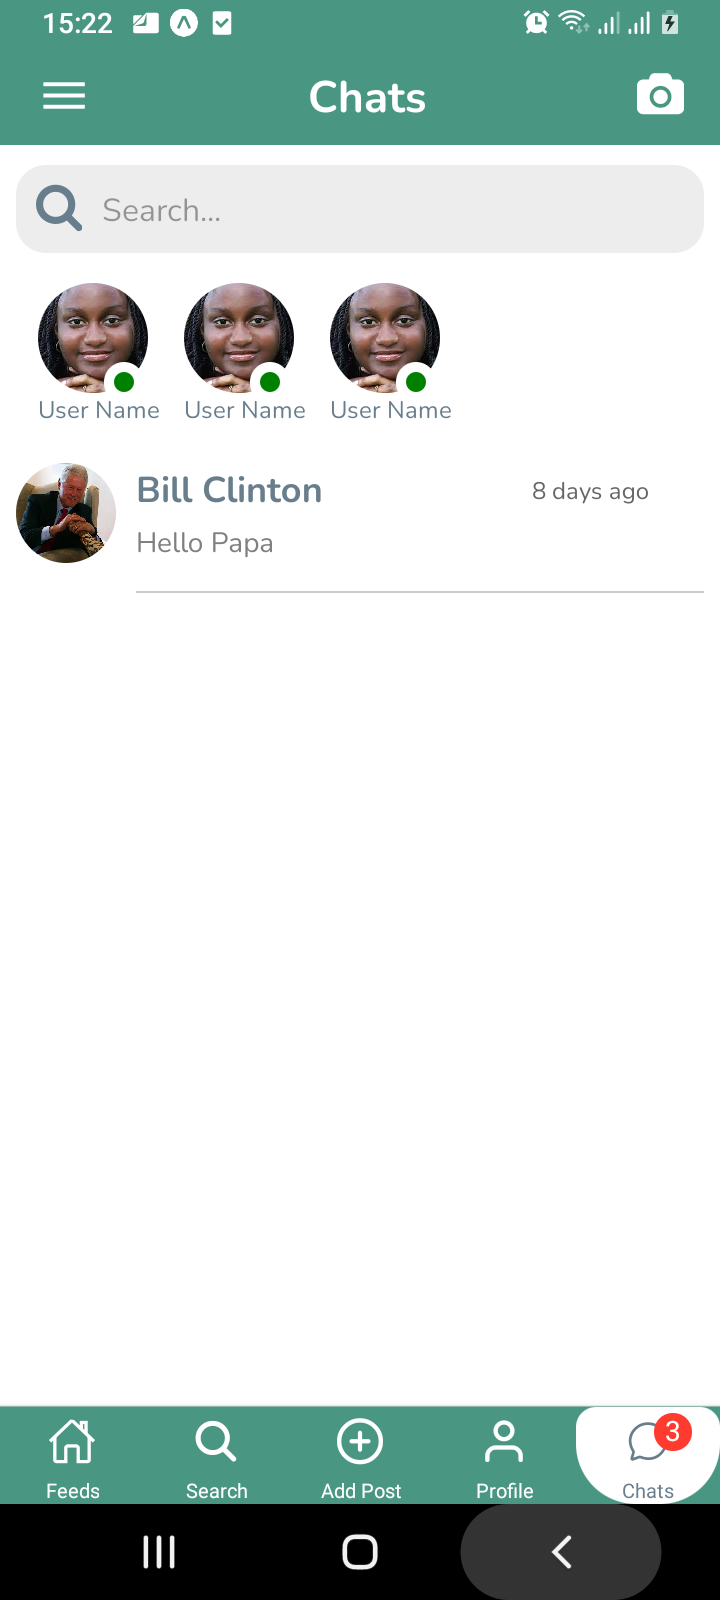 15:22
Chats
Search...
User Name User Name User Name
Bill Clinton 8 days ago
Hello Papa
3
Feeds Search Add Post Profile Chats